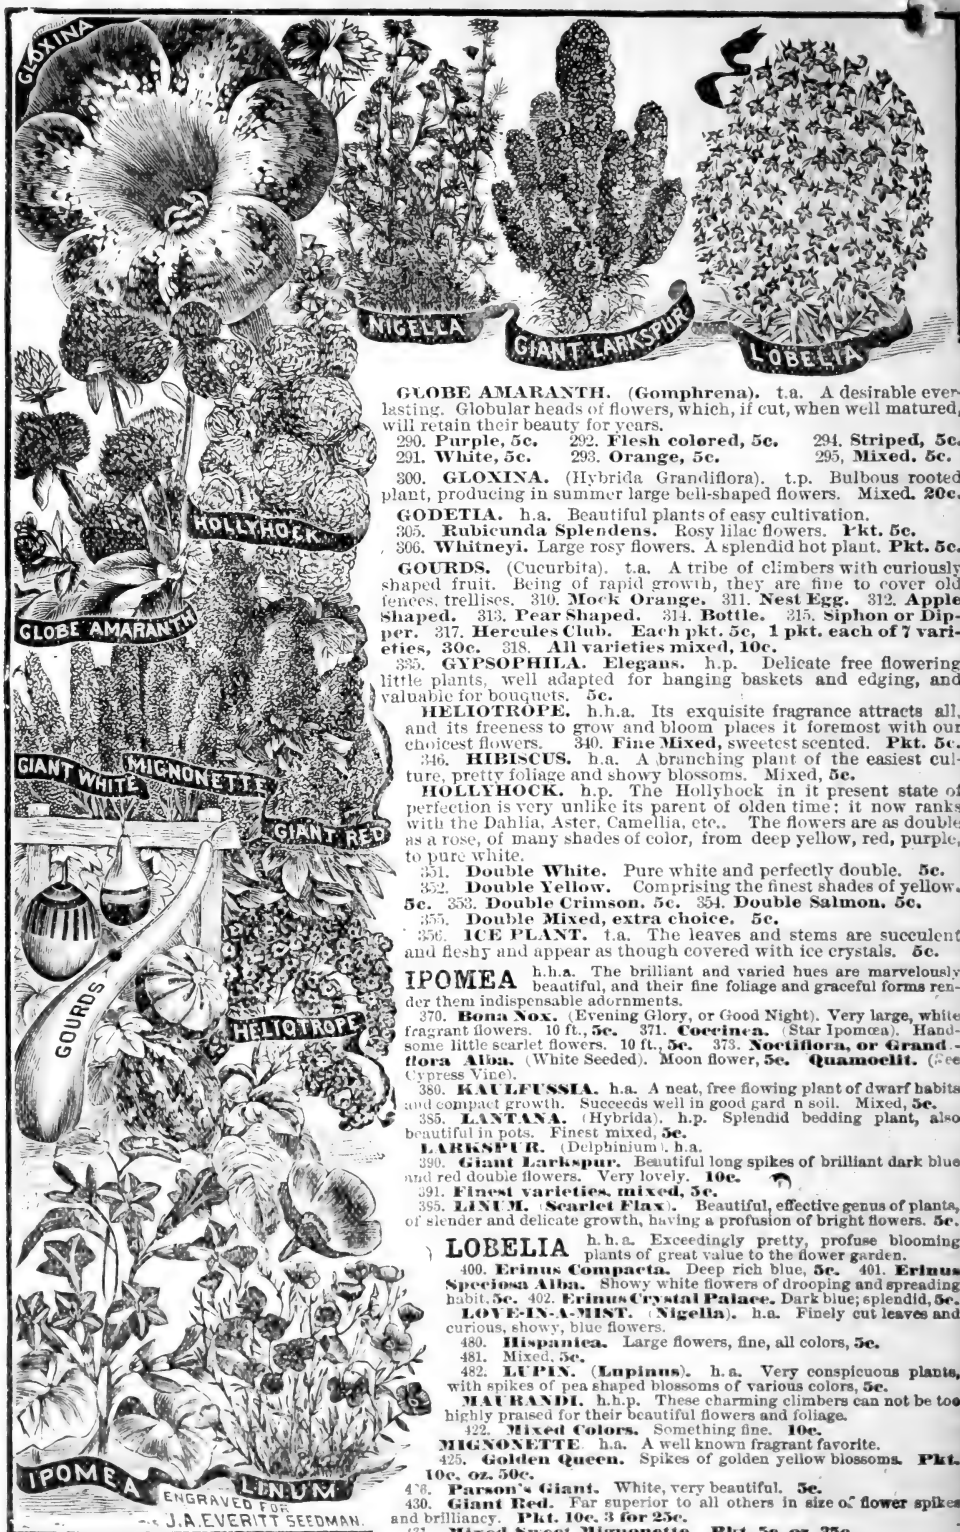 GLOXINA
NIGELLA
GIANT LARKSPUR
LOBELIA
HOLLYHOCK
GLOBE AMARANTH
GIANT WHITE
MIGNONETTE
GIANT RED
GOURDS
HELIOTROPE
IPOMEA
LINUM
ENGRAVED FOR
J.A. EVERITT SEEDMAN.
GLOBE AMARANTH. (Gomphrena). t.a. A desirable ever-
lasting. Globular heads of flowers, which, if cut, when well matured,
will retain their beauty for years.
290. Purple, 5c. 292. Flesh colored, 5c. 294. Striped, 5c.
291. White, 5c. 293. Orange, 5c. 295, Mixed. 5c.
300. GLOXINA. (Hybrida Grandiflora). t.p. Bulbous rooted
plant, producing in summer large bell-shaped flowers. Mixed. 20c.
GODETIA. h.a. Beautiful plants of easy cultivation.
305. Rubicunda Splendens. Rosy lilac flowers. Pkt. 5c.
306. Whitneyi. Large rosy flowers. A splendid hot plant. Pkt. 5c.
GOURDS. (Cucurbita). t.a. A tribe of climbers with curiously
shaped fruit. Being of rapid growth, they are fine to cover old
fences, trellises. 310. Mock Orange. 311. Nest Egg. 312. Apple
Shaped. 313. Pear Shaped. 314. Bottle. 315. Siphon or Dip-
per. 317. Hercules Club. Each pkt. 5c, 1 pkt. each of 7 vari-
eties, 30c. 318. All varieties mixed, 10c.
335. GYPSOPHILA. Elegans. h.p. Delicate free flowering
little plants, well adapted for hanging baskets and edging, and
valuable for bouquets. 5c.
HELIOTROPE. h.h.a. Its exquisite fragrance attracts all,
and its freeness to grow and bloom places it foremost with our
choicest flowers. 340. Fine Mixed, sweetest scented. Pkt. 5c.
346. HIBISCUS. h.a. A branching plant of the easiest cul-
ture, pretty foliage and showy blossoms. Mixed, 5c.
HOLLYHOCK. h.p. The Hollyhock in it present state of
perfection is very unlike its parent of olden time; it now ranks
with the Dahlia, Aster, Camellia, etc.. The flowers are as double
as a rose, of many shades of color, from deep yellow, red, purple,
to pure white.
351. Double White. Pure white and perfectly double. 5c.
352. Double Yellow. Comprising the finest shades of yellow.
5c. 353. Double Crimson. 5c. 354. Double Salmon. 5c.
355. Double Mixed, extra choice. 5c.
356. ICE PLANT. t.a. The leaves and stems are succulent
and fleshy and appear as though covered with ice crystals. 5c.
IPOMEA h.h.a. The brilliant and varied hues are marvelously
beautiful, and their fine foliage and graceful forms ren-
der them indispensable adornments.
370. Bona Nox. (Evening Glory, or Good Night). Very large, white
fragrant flowers. 10 ft., 5c. 371. Coccinea. (Star Ipomœa). Hand-
some little scarlet flowers. 10 ft., 5c. 373. Noctiflora, or Grandi-
flora Alba. (White Seeded). Moon flower, 5c. Quamoclit. (See
Cypress Vine).
380. KAULFUSSIA. h.a. A neat, free flowing plant of dwarf habits
and compact growth. Succeeds well in good gard n soil. Mixed, 5c.
385. LANTANA. (Hybrida). h.p. Splendid bedding plant, also
beautiful in pots. Finest mixed, 5c.
LARKSPUR. (Delphinium). h.a.
390. Giant Larkspur. Beautiful long spikes of brilliant dark blue
and red double flowers. Very lovely. 10c.
391. Finest varieties, mixed, 5c.
395. LINUM. (Scarlet Flax). Beautiful, effective genus of plants,
of slender and delicate growth, having a profusion of bright flowers. 5c.
LOBELIA h.h.a. Exceedingly pretty, profuse blooming
plants of great value to the flower garden.
400. Erinus Compacta. Deep rich blue, 5c. 401. Erinus
Speciosa Alba. Showy white flowers of drooping and spreading
habit, 5c. 402. Erinus Crystal Palace. Dark blue; splendid, 5c.
LOVE-IN-A-MIST. (Nigella). h.a. Finely cut leaves and
curious, showy, blue flowers.
480. Hispanica. Large flowers, fine, all colors, 5c.
481. Mixed, 5c.
482. LUPIN. (Lupinus). h.a. Very conspicuous plants,
with spikes of pea shaped blossoms of various colors, 5c.
MAURANDI. h.h.p. These charming climbers can not be too
highly praised for their beautiful flowers and foliage.
422. Mixed Colors. Something fine. 10c.
MIGNONETTE h.a. A well known fragrant favorite.
425. Golden Queen. Spikes of golden yellow blossoms. Pkt.
10c. oz. 50c.
Parson's Giant. White, very beautiful. 5c.
430. Giant Red. Far superior to all others in size of flower spikes
and brilliancy. Pkt. 10c. 3 for 25c.